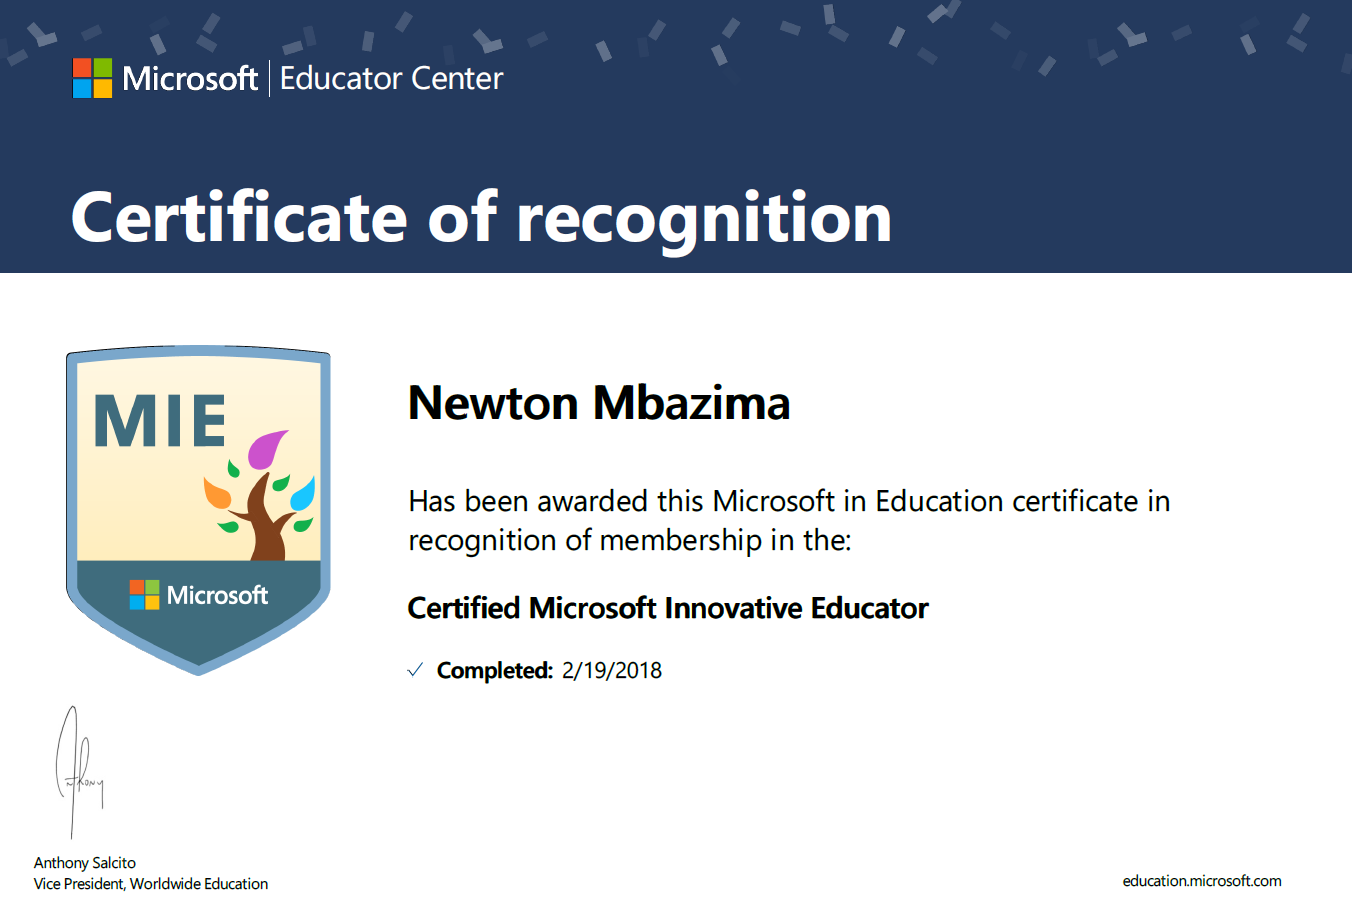 Microsoft | Educator Center
Certificate of recognition
MIE
Microsoft
Newton Mbazima
Has been awarded this Microsoft in Education certificate in
recognition of membership in the:
Certified Microsoft Innovative Educator
✓ Completed: 2/19/2018
Anthony
Anthony Salcito
Vice President, Worldwide Education
education.microsoft.com